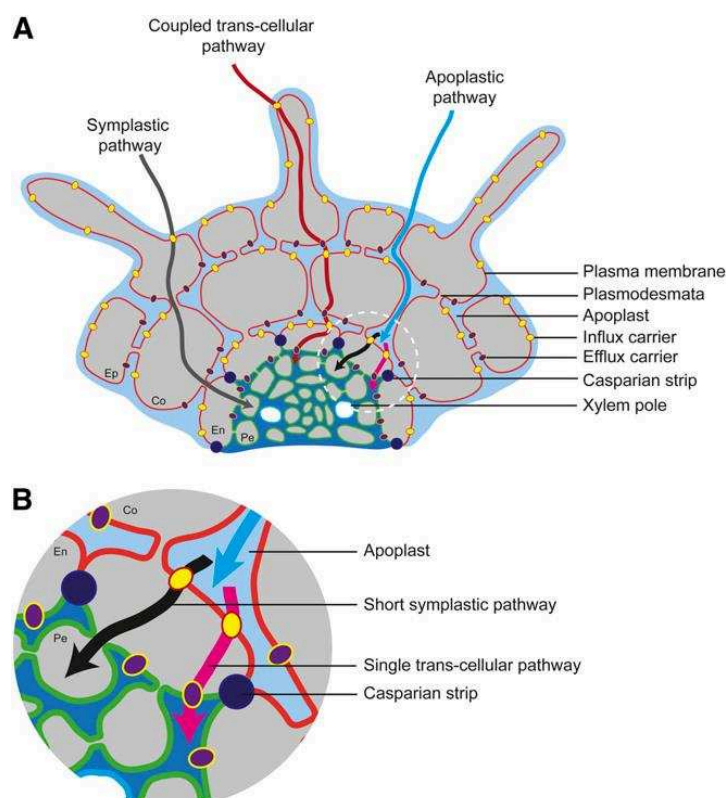 A
Coupled trans-cellular
pathway
Apoplastic
pathway
Symplastic
pathway
Plasma membrane
Plasmodesmata
Apoplast
Influx carrier
Efflux carrier
Casparian strip
Xylem pole
Ep
Co
En
Pe
B
Co
En
Pe
Apoplast
Short symplastic pathway
Single trans-cellular pathway
Casparian strip